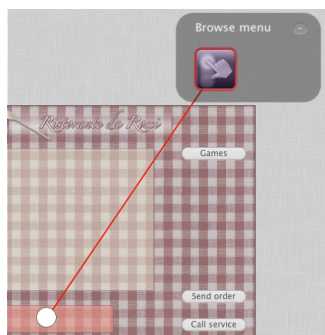 Browse menu
Ristorante da Rossi
Games
Send order
Call service